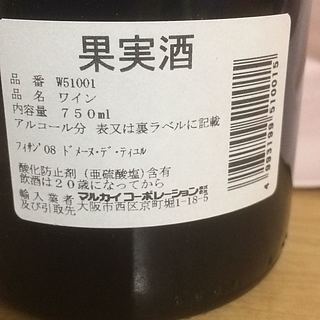 果実酒
品 番 W51001
品 名 ワイン
内容量 750ml
アルコール分 表又は裏ラベルに記載
フィサン'08 ドメーヌ・デ・ティユル
酸化防止剤(亜硫酸塩)含有
飲酒は20歳になってから
輸入業者 マルカイコーポレーション株式会社
及び引取先 大阪市西区京町堀1-18-5
4993199510015